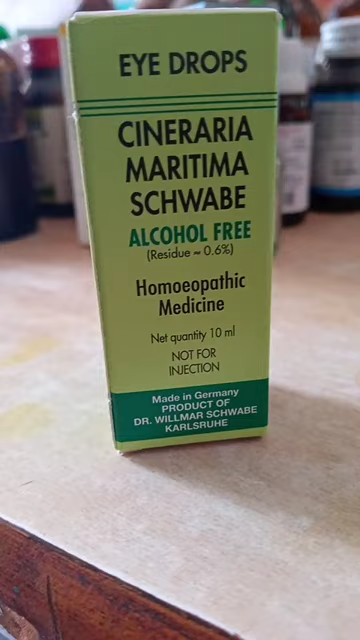 EYE DROPS
CINERARIA
MARITIMA
SCHWABE
ALCOHOL FREE
(Residue ~ 0.6%)
Homoeopathic
Medicine
Net quantity 10 ml
NOT FOR
INJECTION
Made in Germany
PRODUCT OF
DR. WILLMAR SCHWABE
KARLSRUHE